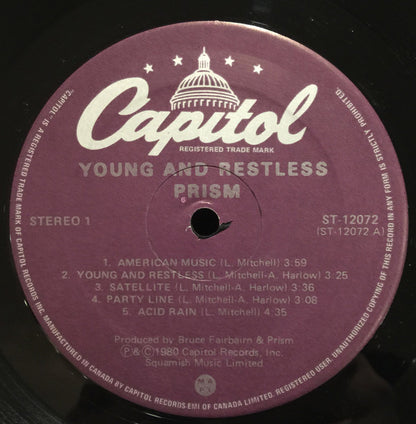 Capitol
REGISTERED TRADE MARK
YOUNG AND RESTLESS
PRISM
STEREO 1
ST-12072
(ST-12072 A)
1. AMERICAN MUSIC (L. Mitchell) 3:59
2. YOUNG AND RESTLESS (L. Mitchell-A. Harlow) 3:25
3. SATELLITE (L. Mitchell-A. Harlow) 3:36
4. PARTY LINE (L. Mitchell-A. Harlow) 3:08
5. ACID RAIN (L. Mitchell) 4:35
Produced by Bruce Fairbairn & Prism
Ⓟ&©1980 Capitol Records, Inc.
Squamish Music Limited
"CAPITOL" IS A REGISTERED TRADE MARK OF CAPITOL RECORDS INC. MANUFACTURED IN CANADA BY CAPITOL RECORDS-EMI OF CANADA LIMITED, REGISTERED USER. UNAUTHORIZED COPYING OF THIS RECORD IN ANY FORM IS STRICTLY PROHIBITED.